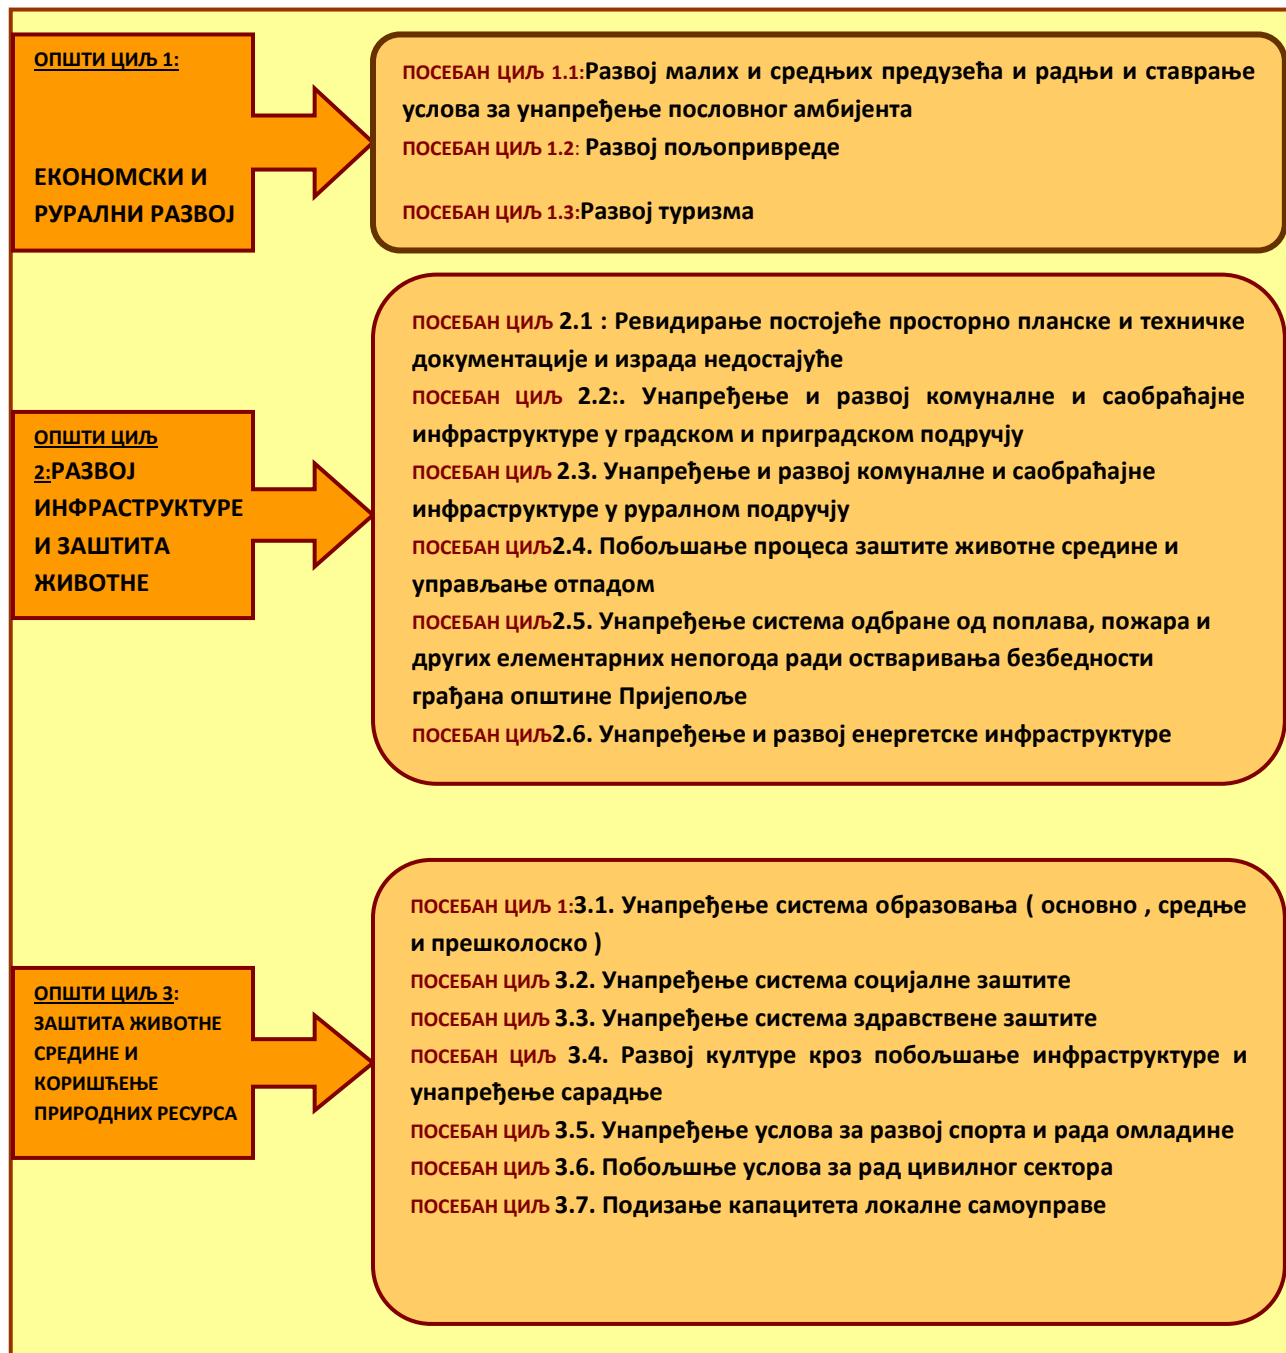 ОПШТИ ЦИЉ 1:
ЕКОНОМСКИ И
РУРАЛНИ РАЗВОЈ
ПОСЕБАН ЦИЉ 1.1:Развој малих и средњих предузећа и радњи и ставрање
услова за унапређење пословног амбијента
ПОСЕБАН ЦИЉ 1.2: Развој пољопривреде
ПОСЕБАН ЦИЉ 1.3:Развој туризма
ОПШТИ ЦИЉ
2:РАЗВОЈ
ИНФРАСТРУКТУРЕ
И ЗАШТИТА
ЖИВОТНЕ
ПОСЕБАН ЦИЉ 2.1 : Ревидирање постојеће просторно планске и техничке
документације и израда недостајуће
ПОСЕБАН ЦИЉ 2.2:. Унапређење и развој комуналне и саобраћајне
инфраструктуре у градском и приградском подручју
ПОСЕБАН ЦИЉ 2.3. Унапређење и развој комуналне и саобраћајне
инфраструктуре у руралном подручју
ПОСЕБАН ЦИЉ2.4. Побољшање процеса заштите животне средине и
управљање отпадом
ПОСЕБАН ЦИЉ2.5. Унапређење система одбране од поплава, пожара и
других елементарних непогода ради остваривања безбедности
грађана општине Пријепоље
ПОСЕБАН ЦИЉ2.6. Унапређење и развој енергетске инфраструктуре
ОПШТИ ЦИЉ 3:
ЗАШТИТА ЖИВОТНЕ
СРЕДИНЕ И
КОРИШЋЕЊЕ
ПРИРОДНИХ РЕСУРСА
ПОСЕБАН ЦИЉ 1:3.1. Унапређење система образовања ( основно , средње
и прешколоско )
ПОСЕБАН ЦИЉ 3.2. Унапређење система социјалне заштите
ПОСЕБАН ЦИЉ 3.3. Унапређење система здравствене заштите
ПОСЕБАН ЦИЉ 3.4. Развој културе кроз побољшање инфраструктуре и
унапређење сарадње
ПОСЕБАН ЦИЉ 3.5. Унапређење услова за развој спорта и рада омладине
ПОСЕБАН ЦИЉ 3.6. Побољшње услова за рад цивилног сектора
ПОСЕБАН ЦИЉ 3.7. Подизање капацитета локалне самоуправе